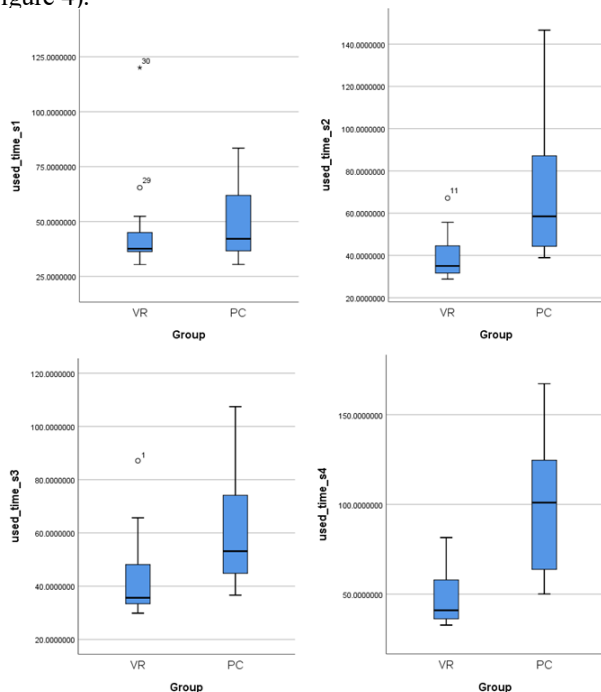 igure 4).
used_time_s1
125.0000000
100.0000000
75.0000000
50.0000000
25.0000000
30
*
29
VR PC
Group
used_time_s2
140.0000000
120.0000000
100.0000000
80.0000000
60.0000000
40.0000000
20.0000000
11
VR PC
Group
used_time_s3
120.0000000
100.0000000
80.0000000
60.0000000
40.0000000
20.0000000
1
VR PC
Group
used_time_s4
150.0000000
100.0000000
50.0000000
VR PC
Group